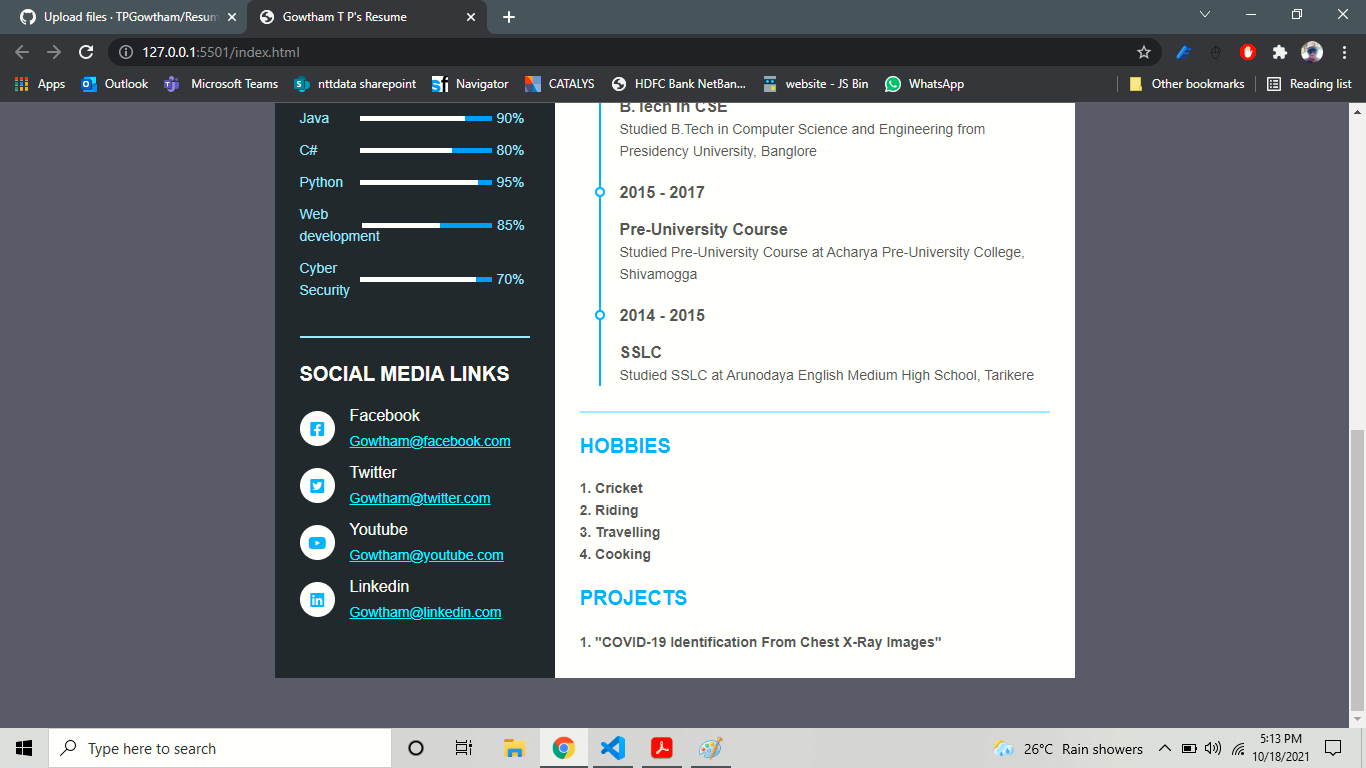 Upload files · TPGowtham/Resum
Gowtham T P's Resume
127.0.0.1:5501/index.html
Apps
Outlook
Microsoft Teams
nttdata sharepoint
Navigator
CATALYS
HDFC Bank NetBan...
website - JS Bin
WhatsApp
Other bookmarks
Reading list
Java 90%
C# 80%
Python 95%
Web
development 85%
Cyber
Security 70%
SOCIAL MEDIA LINKS
Facebook
Gowtham@facebook.com
Twitter
Gowtham@twitter.com
Youtube
Gowtham@youtube.com
Linkedin
Gowtham@linkedin.com
B.Tech in CSE
Studied B.Tech in Computer Science and Engineering from
Presidency University, Banglore
2015 - 2017
Pre-University Course
Studied Pre-University Course at Acharya Pre-University College,
Shivamogga
2014 - 2015
SSLC
Studied SSLC at Arunodaya English Medium High School, Tarikere
HOBBIES
1. Cricket
2. Riding
3. Travelling
4. Cooking
PROJECTS
1. "COVID-19 Identification From Chest X-Ray Images"
Type here to search
26°C Rain showers
5:13 PM
10/18/2021